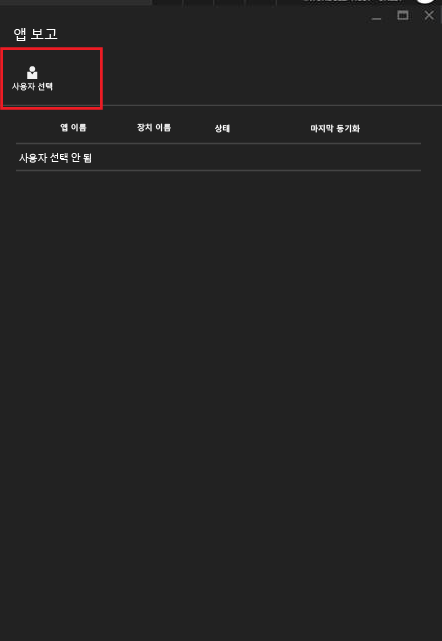 앱 보고
사용자 선택
앱 이름 장치 이름 상태 마지막 동기화
사용자 선택 안 됨